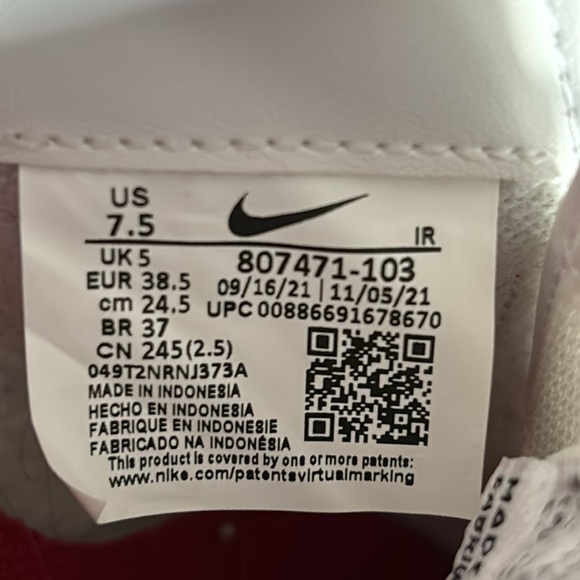 US
7.5
IR
UK 5
807471-103
EUR 38.5
09/16/21 | 11/05/21
cm 24.5
UPC 00886691678670
BR 37
CN 245(2.5)
049T2NRNJ373A
MADE IN INDONESIA
HECHO EN INDONESIA
FABRIQUE EN INDONESIE
FABRICADO NA INDONÉSIA
This product is covered by one or more patents:
www.nike.com/patentsvirtualmarking
MADE